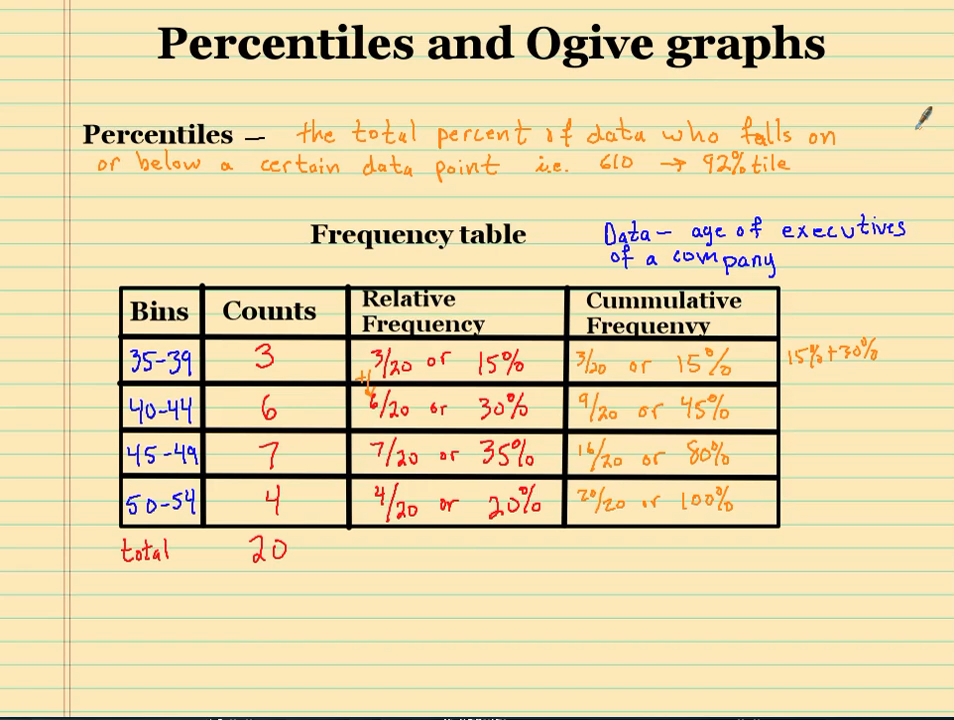 Percentiles and Ogive graphs
Percentiles — the total percent of data who falls on
or below a certain data point i.e. 610 → 92%tile
Frequency table
Data - age of executives
of a company
Bins Counts Relative Frequency Cummulative Frequenvy
35-39 3 3/20 or 15% 3/20 or 15% 15%+30%
40-44 6 6/20 or 30% 9/20 or 45%
45-49 7 7/20 or 35% 16/20 or 80%
50-54 4 4/20 or 20% 20/20 or 100%
total 20